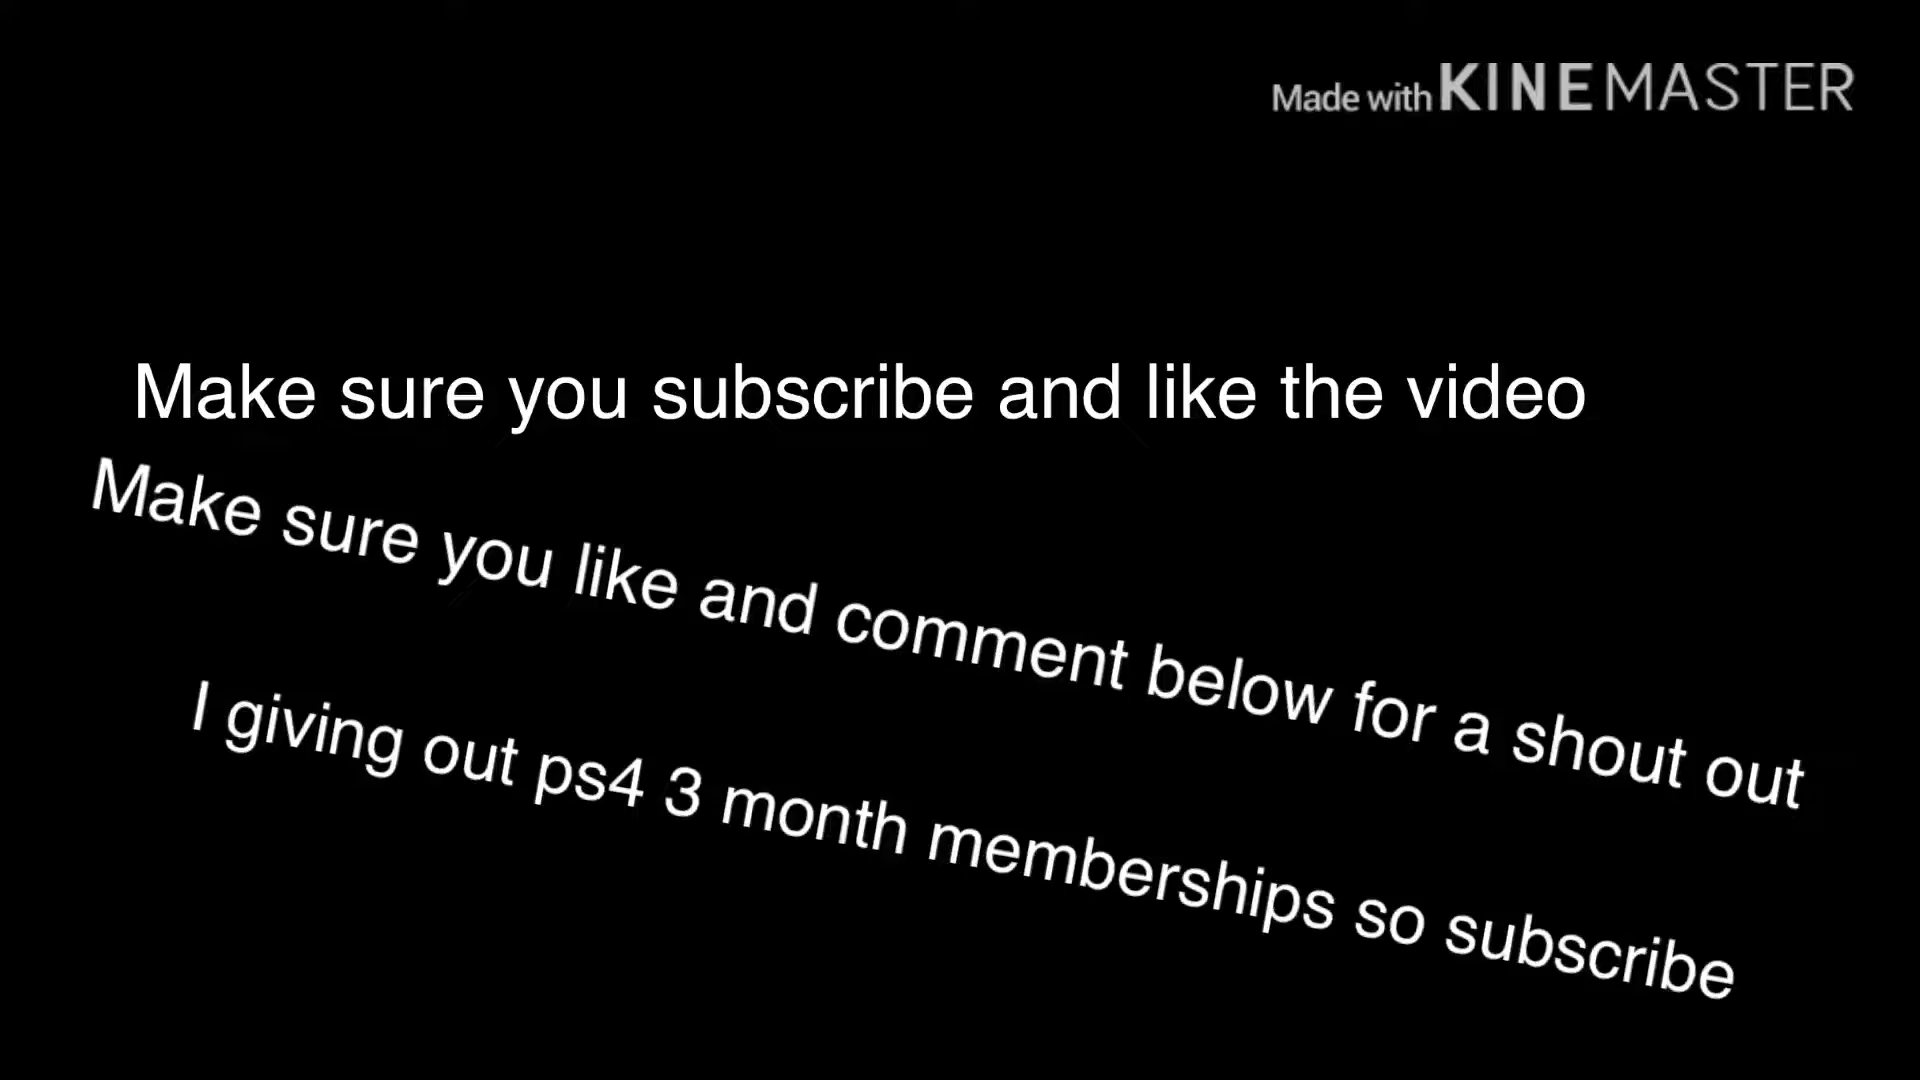 Made with KINEMASTER
Make sure you subscribe and like the video
Make sure you like and comment below for a shout out
I giving out ps4 3 month memberships so subscribe